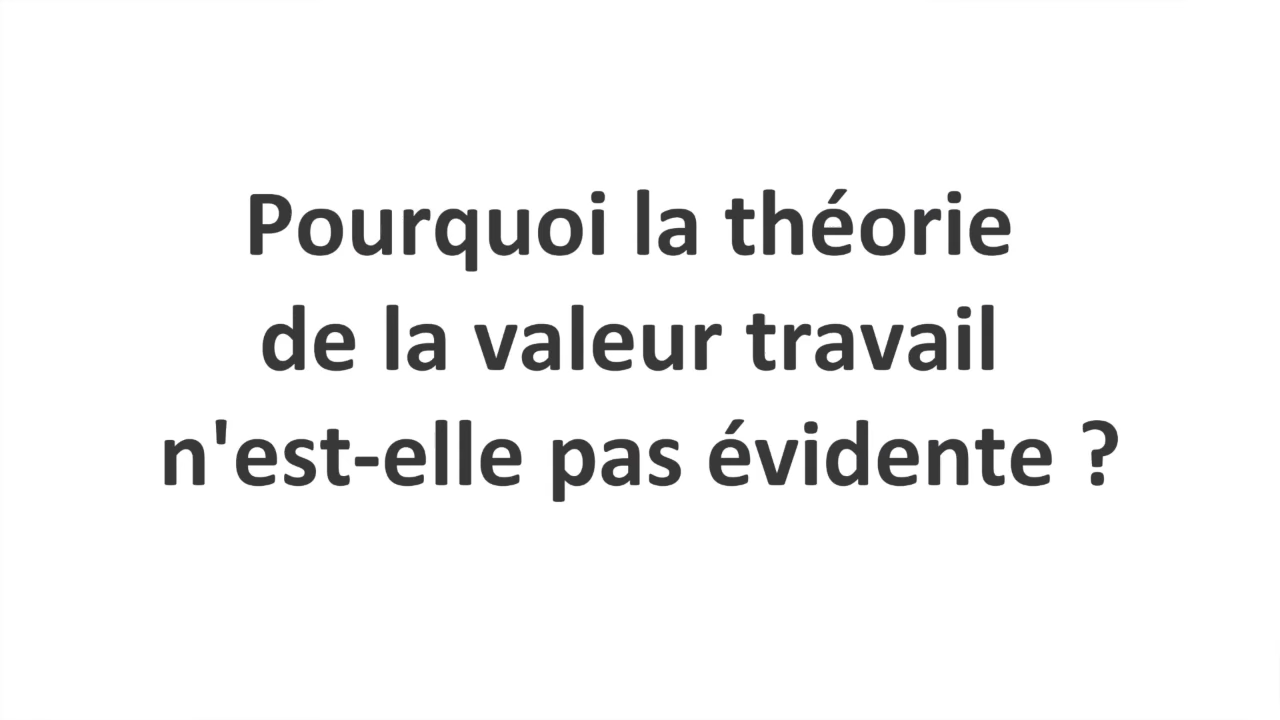 Pourquoi la théorie
de la valeur travail
n'est-elle pas évidente ?